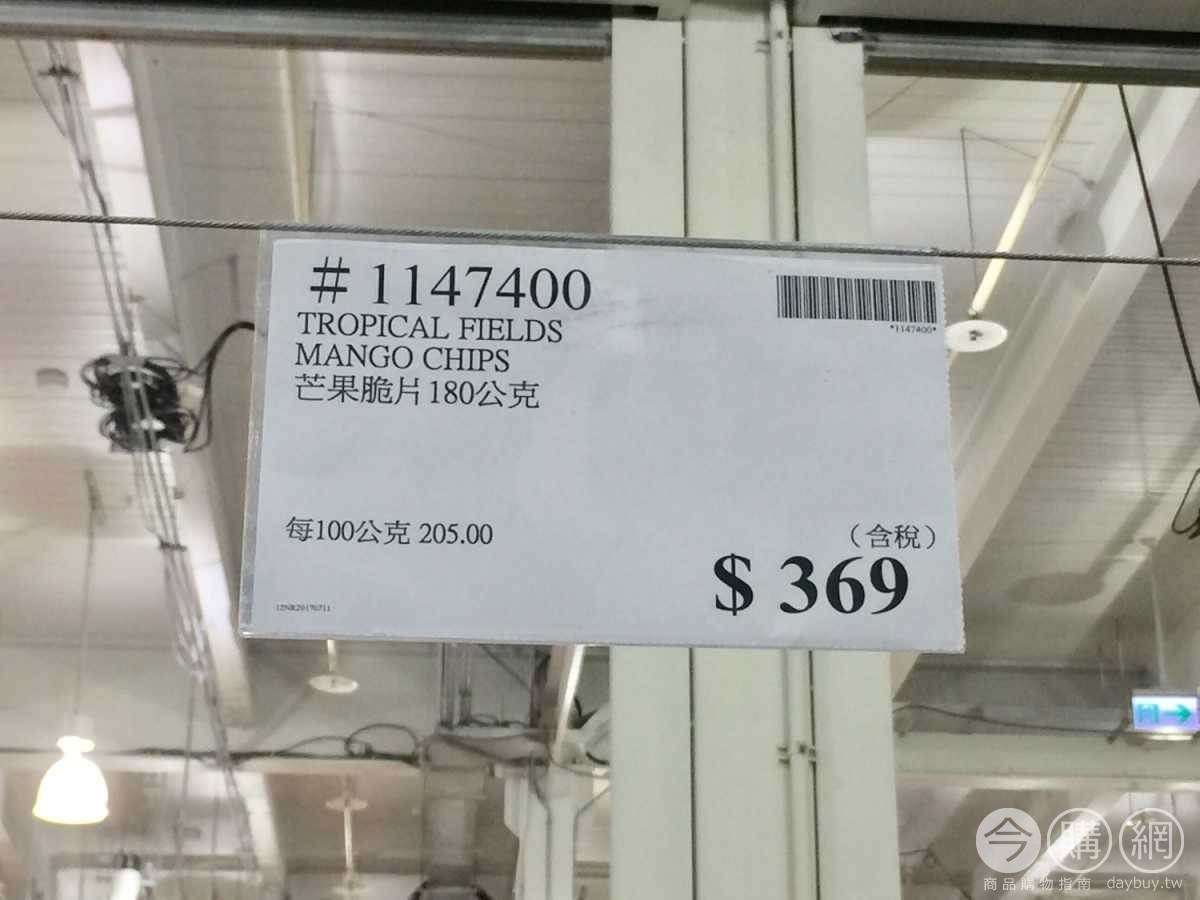 # 1147400
*1147400*
TROPICAL FIELDS
MANGO CHIPS
芒果脆片180公克
每100公克 205.00
（含稅）
$ 369
今購網
商品購物指南 daybuy.tw